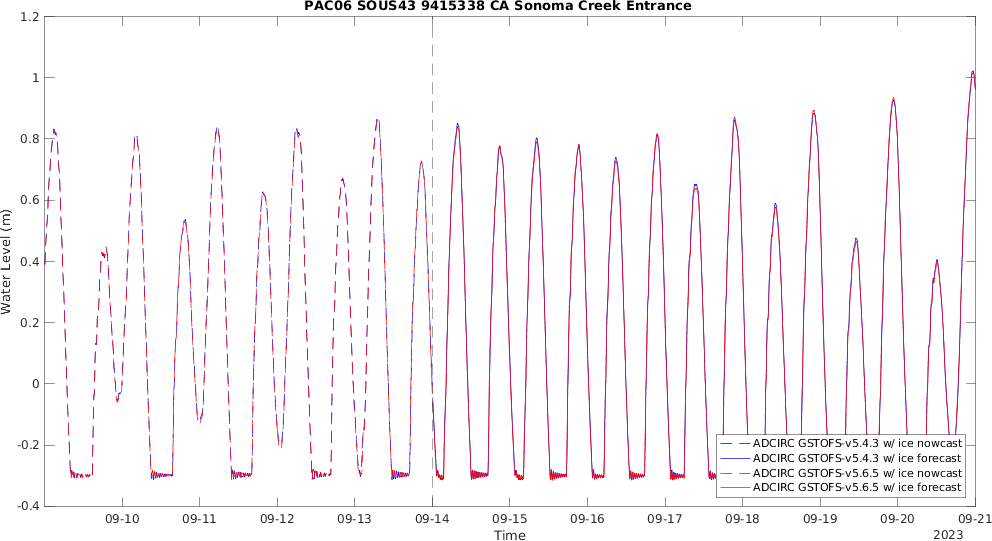 PAC06 SOUS43 9415338 CA Sonoma Creek Entrance
1.2
1
0.8
0.6
0.4
0.2
0
-0.2
-0.4
Water Level (m)
ADCIRC GSTOFS-v5.4.3 w/ ice nowcast
ADCIRC GSTOFS-v5.4.3 w/ ice forecast
ADCIRC GSTOFS-v5.6.5 w/ ice nowcast
ADCIRC GSTOFS-v5.6.5 w/ ice forecast
09-10 09-11 09-12 09-13 09-14 09-15 09-16 09-17 09-18 09-19 09-20 09-21
Time
2023